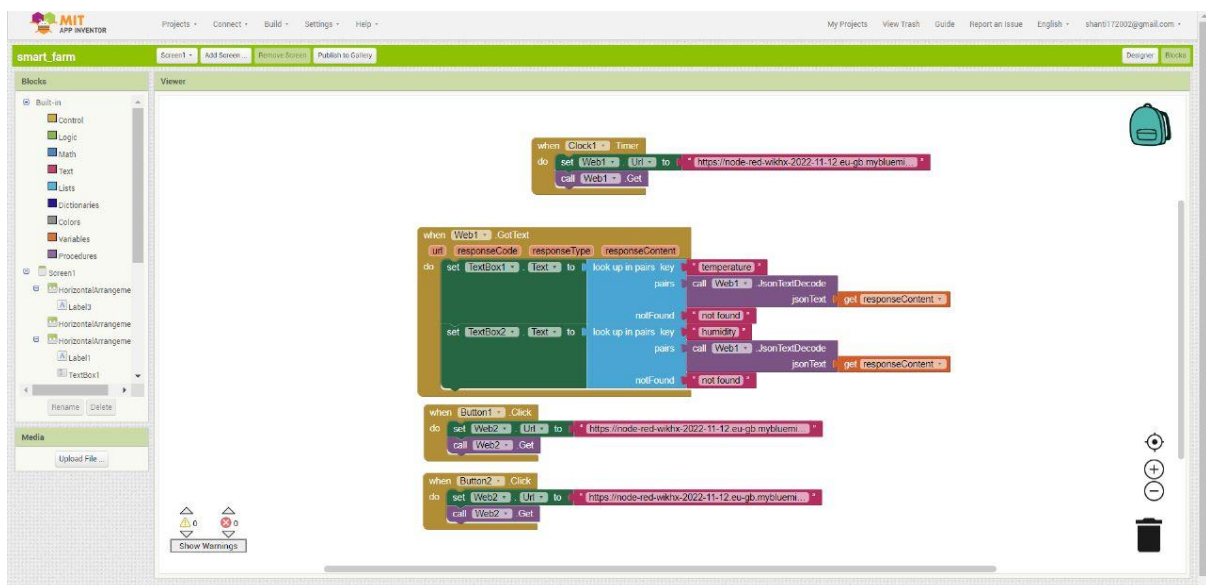 MIT
APP INVENTOR
Projects Connect Build Settings Help
My Projects View Trash Guide Report an Issue English shanti172002@gmail.com
smart_farm
Screen1 Add Screen ... Remove Screen Publish to Gallery
Designer Blocks
Blocks
Viewer
Built-in
Control
Logic
Math
Text
Lists
Dictionaries
Colors
Variables
Procedures
Screen1
HorizontalArrangeme
Label3
HorizontalArrangeme
HorizontalArrangeme
Label1
TextBox1
Rename Delete
Media
Upload File ...
when Clock1 .Timer
do set Web1 . Url to " https://node-red-wikhx-2022-11-12.eu-gb.mybluemi... "
call Web1 .Get
when Web1 .GotText
url responseCode responseType responseContent
do set TextBox1 . Text to look up in pairs key " temperature "
pairs call Web1 .JsonTextDecode
jsonText get responseContent
notFound " not found "
set TextBox2 . Text to look up in pairs key " humidity "
pairs call Web1 .JsonTextDecode
jsonText get responseContent
notFound " not found "
when Button1 .Click
do set Web2 . Url to " https://node-red-wikhx-2022-11-12.eu-gb.mybluemi... "
call Web2 .Get
when Button2 .Click
do set Web2 . Url to " https://node-red-wikhx-2022-11-12.eu-gb.mybluemi... "
call Web2 .Get
0 0
Show Warnings